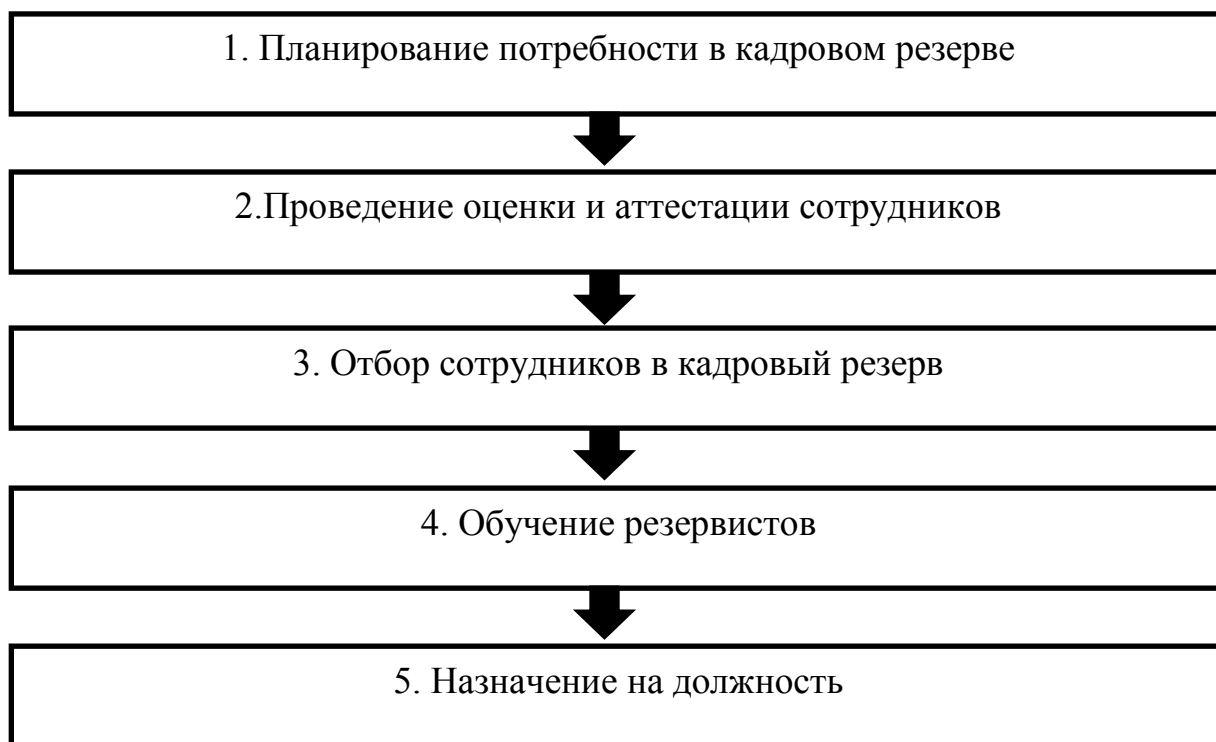 1. Планирование потребности в кадровом резерве
2.Проведение оценки и аттестации сотрудников
3. Отбор сотрудников в кадровый резерв
4. Обучение резервистов
5. Назначение на должность